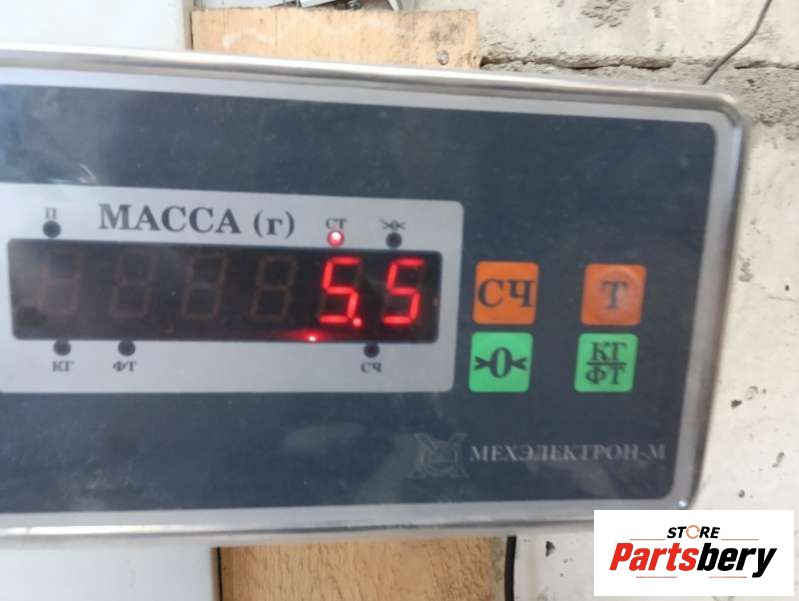 П МАССА (г) СТ >0<
5.5
КГ ФТ СЧ
СЧ Т
>0< КГ
ФТ
МЕХЭЛЕКТРОН-М
STORE
Partsbery